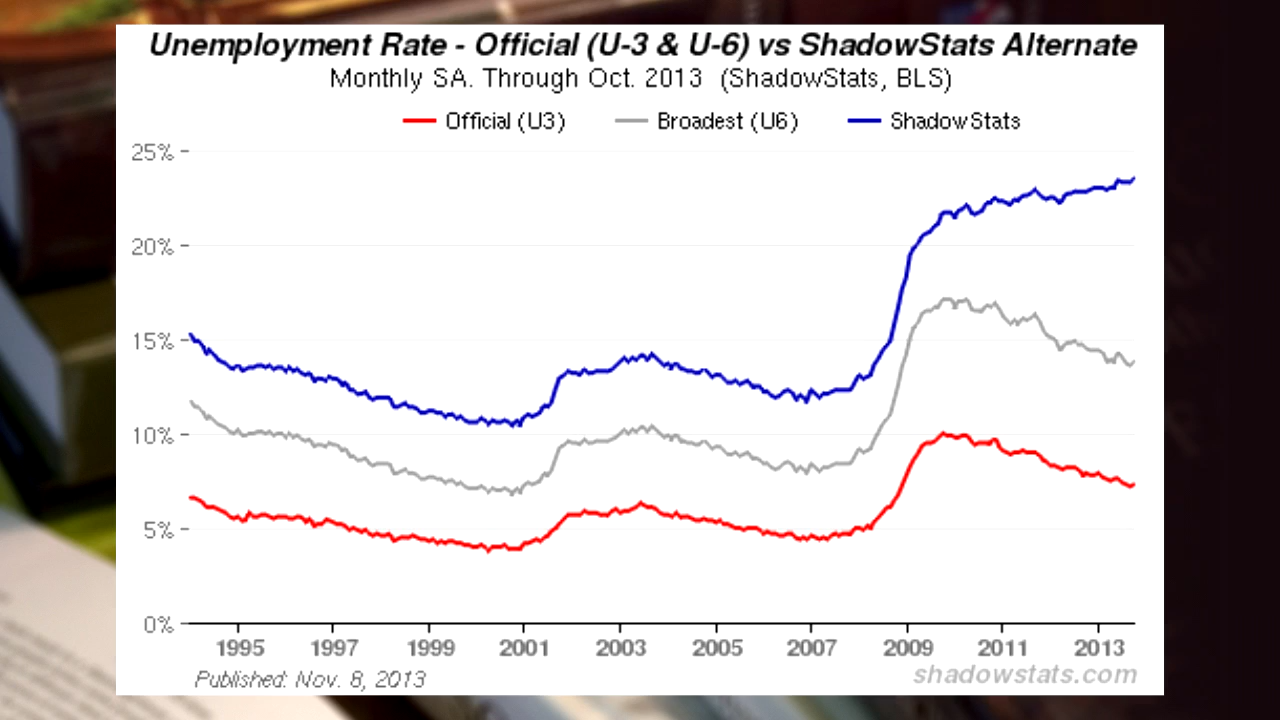 Unemployment Rate - Official (U-3 & U-6) vs ShadowStats Alternate
Monthly SA. Through Oct. 2013 (ShadowStats, BLS)
Official (U3) Broadest (U6) ShadowStats
25%
20%
15%
10%
5%
0%
1995 1997 1999 2001 2003 2005 2007 2009 2011 2013
Published: Nov. 8, 2013 shadowstats.com